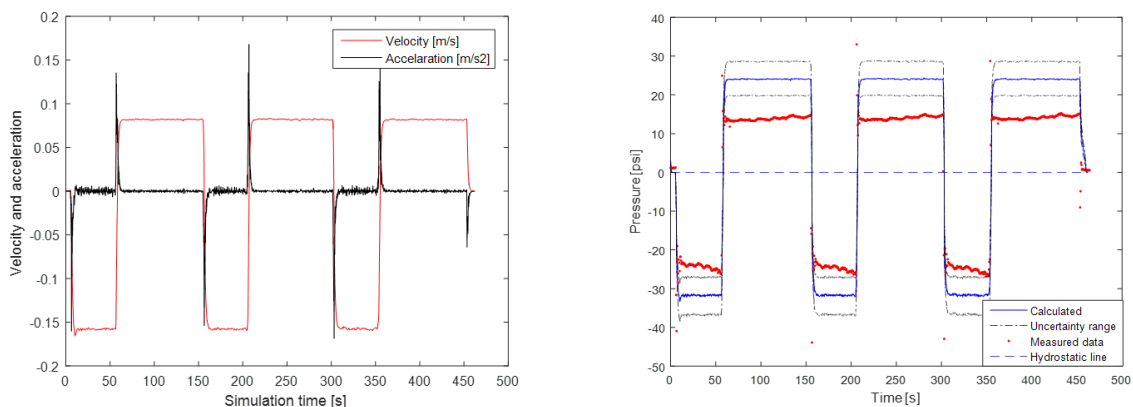 Velocity and acceleration
0.2
0.15
0.1
0.05
0
-0.05
-0.1
-0.15
-0.2
Velocity [m/s]
Accelaration [m/s2]
0 50 100 150 200 250 300 350 400 450 500
Simulation time [s]
Pressure [psi]
40
30
20
10
0
-10
-20
-30
-40
-50
Calculated
Uncertainty range
Measured data
Hydrostatic line
0 50 100 150 200 250 300 350 400 450 500
Time [s]